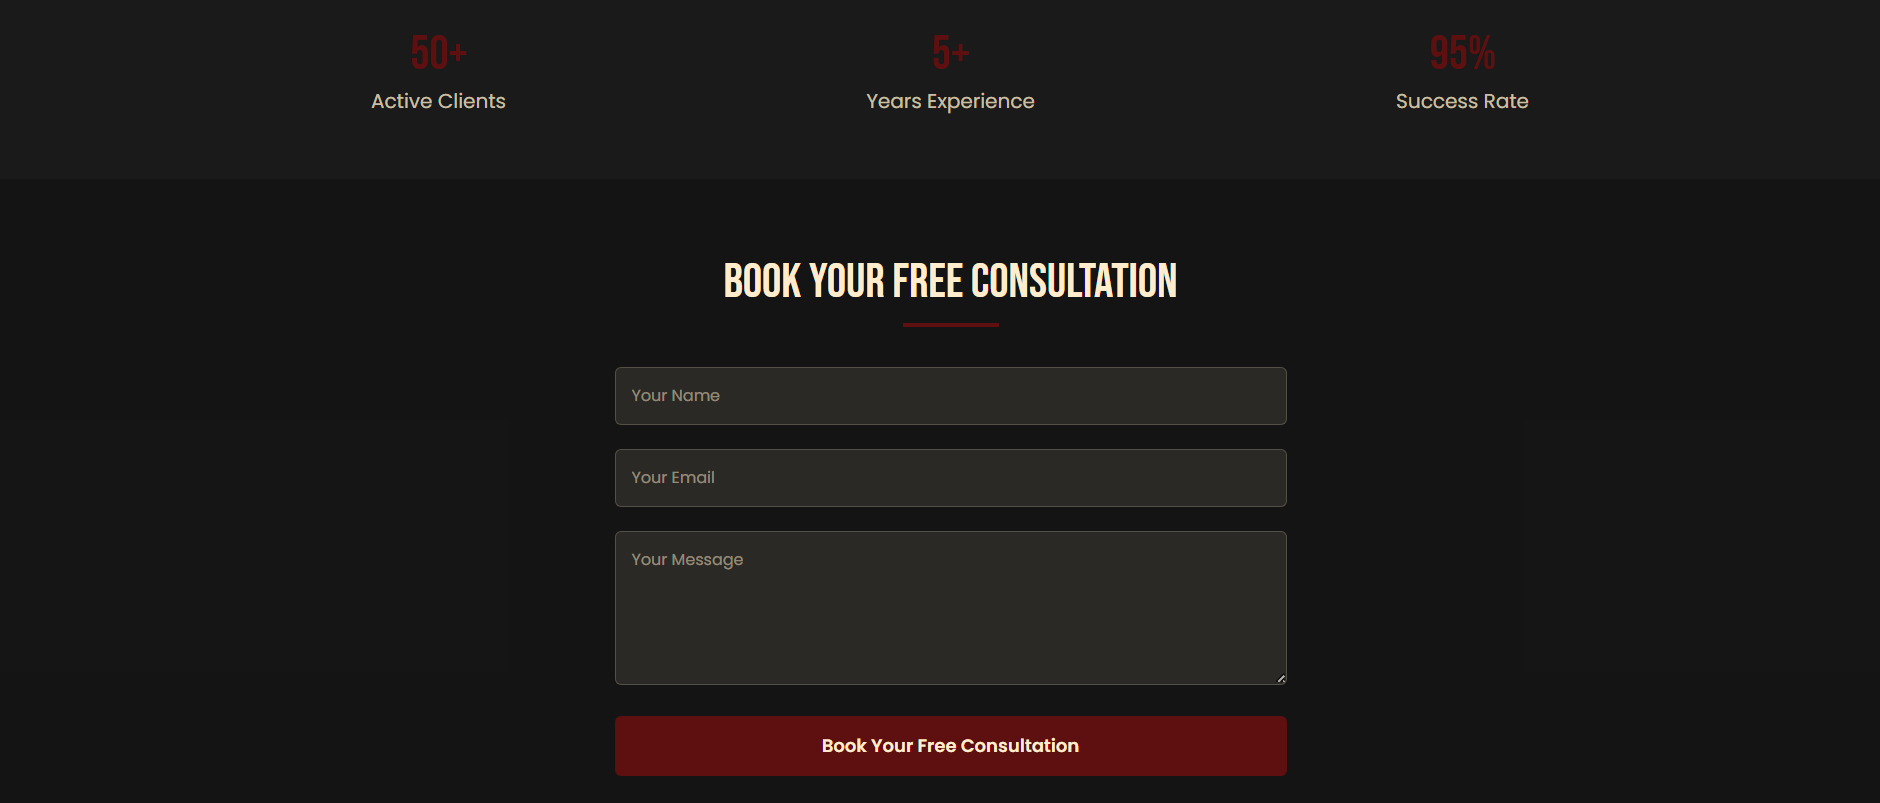 50+
5+
95%
Active Clients
Years Experience
Success Rate
BOOK YOUR FREE CONSULTATION
Your Name
Your Email
Your Message
Book Your Free Consultation